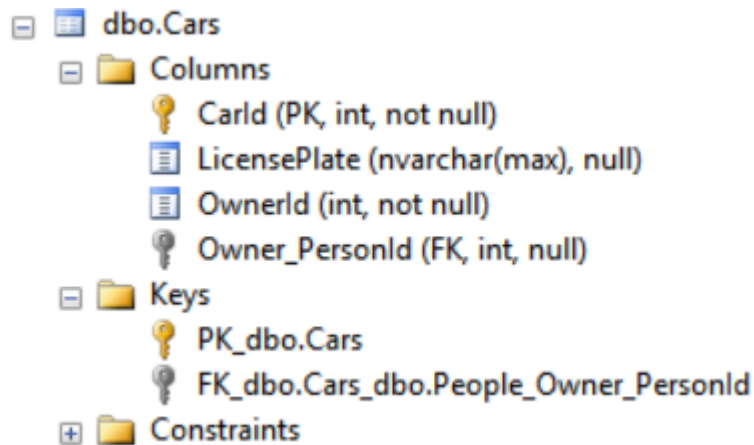 dbo.Cars
Columns
CarId (PK, int, not null)
LicensePlate (nvarchar(max), null)
OwnerId (int, not null)
Owner_PersonId (FK, int, null)
Keys
PK_dbo.Cars
FK_dbo.Cars_dbo.People_Owner_PersonId
Constraints